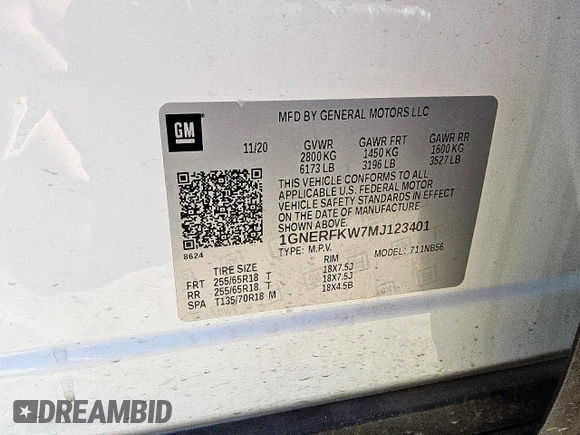 GM
MFD BY GENERAL MOTORS LLC
11/20
GVWR
2800 KG
6173 LB
GAWR FRT
1450 KG
3196 LB
GAWR RR
1600 KG
3527 LB
THIS VEHICLE CONFORMS TO ALL
APPLICABLE U.S. FEDERAL MOTOR
VEHICLE SAFETY STANDARDS IN EFFECT
ON THE DATE OF MANUFACTURE
SHOWN ABOVE.
1GNERFKW7MJ123401
TYPE: M.P.V. MODEL: 711NB56
8624
TIRE SIZE RIM
FRT 255/65R18 T 18X7.5J
RR 255/65R18 T 18X7.5J
SPA T135/70R18 M 18X4.5B
DREAMBID